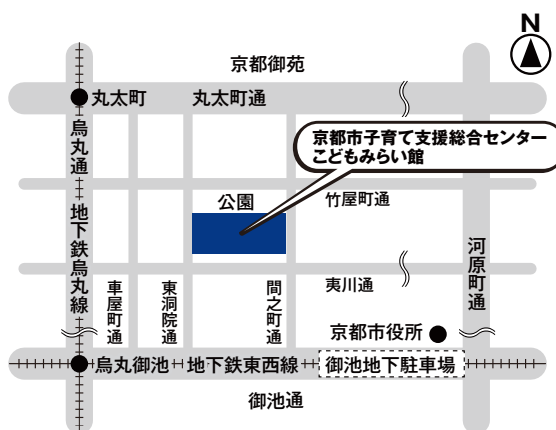 N
京都御苑
丸太町
丸太町通
京都市子育て支援総合センター
こどもみらい館
烏丸通
公園
竹屋町通
地下鉄烏丸線
車屋町通
東洞院通
間之町通
夷川通
河原町通
京都市役所
烏丸御池
地下鉄東西線
御池地下駐車場
御池通